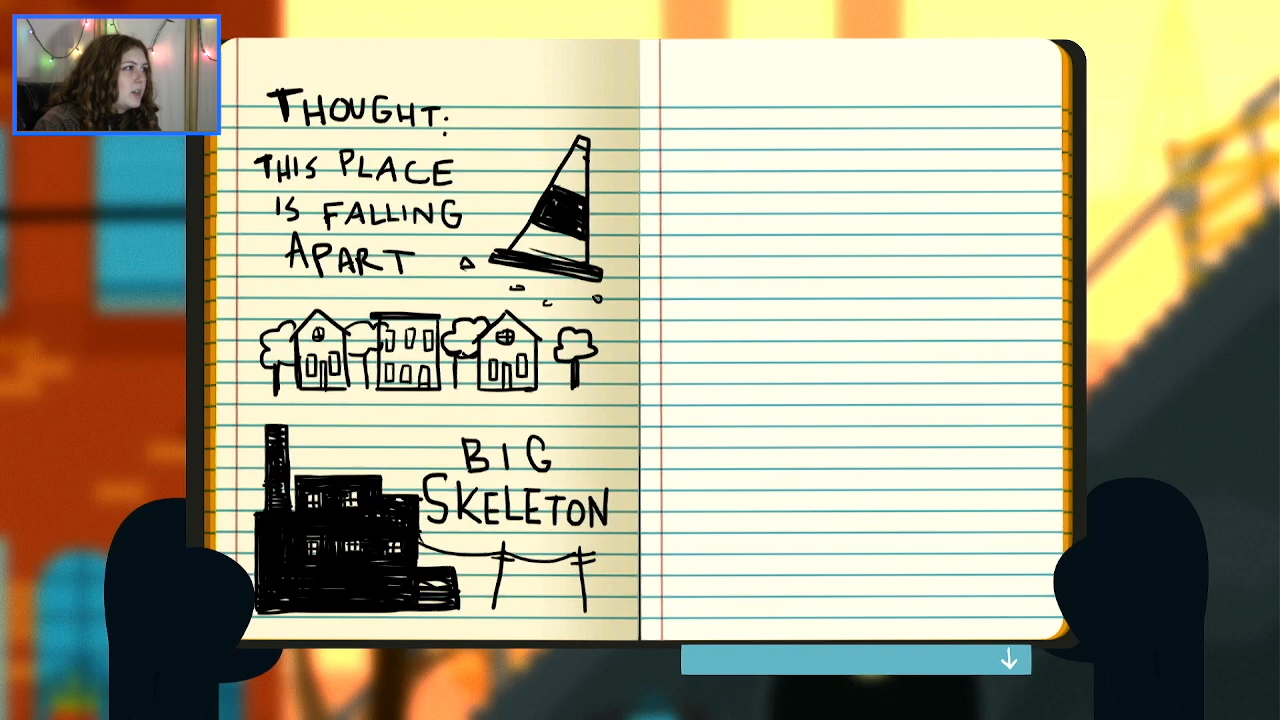 THOUGHT:
THIS PLACE
IS FALLING
APART
BIG
SKELETON